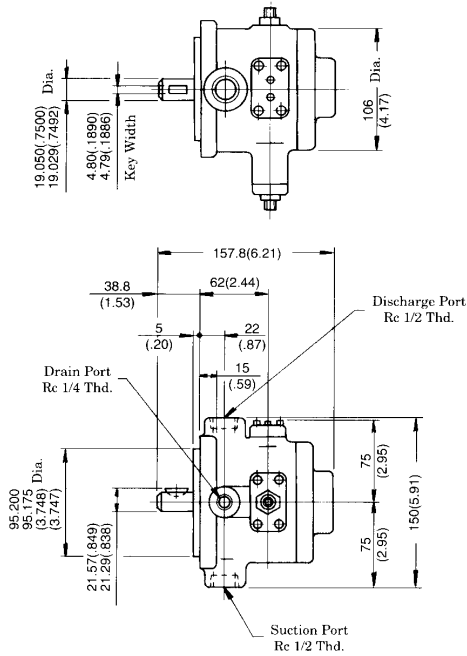 Dia.
19.050(.7500)
19.029(.7492)
4.80(.1890)
4.79(.1886)
Key Width
106
(4.17)
Dia.
157.8(6.21)
38.8
(1.53)
62(2.44)
5
(.20)
22
(.87)
15
(.59)
Discharge Port
Rc 1/2 Thd.
Drain Port
Rc 1/4 Thd.
95.200
95.175
(3.748)
(3.747)
Dia.
21.57(.849)
21.29(.838)
75
(2.95)
75
(2.95)
150(5.91)
Suction Port
Rc 1/2 Thd.